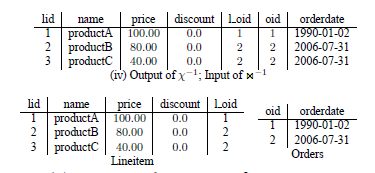 lid name price discount L.oid oid orderdate
1 productA 100.00 0.0 1 1 1990-01-02
2 productB 80.00 0.0 2 2 2006-07-31
3 productC 40.00 0.0 2 2 2006-07-31
(iv) Output of χ⁻¹; Input of ⋈⁻¹
lid name price discount L.oid
1 productA 100.00 0.0 1
2 productB 80.00 0.0 2
3 productC 40.00 0.0 2
Lineitem
oid orderdate
1 1990-01-02
2 2006-07-31
Orders